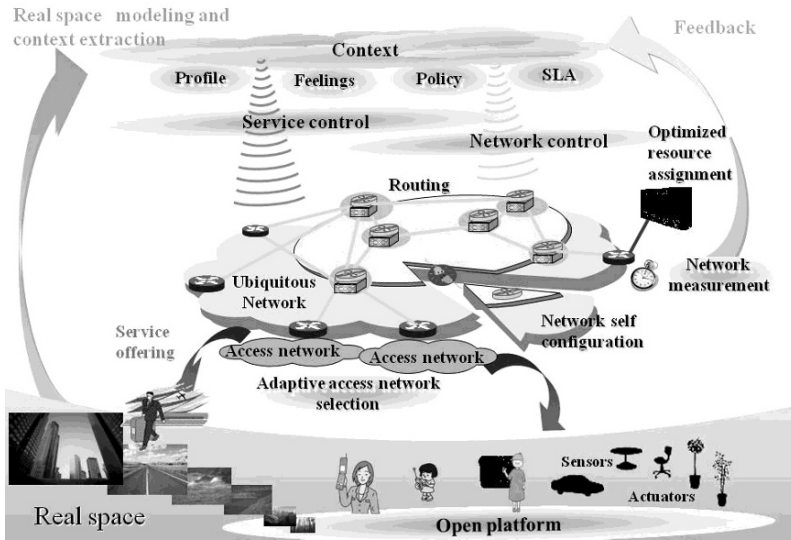 Real space modeling and
context extraction
Feedback
Context
Profile
Feelings
Policy
SLA
Service control
Network control
Optimized
resource
assignment
Routing
Ubiquitous
Network
Network
measurement
Network self
configuration
Service
offering
Access network
Access network
Adaptive access network
selection
Sensors
Actuators
Real space
Open platform